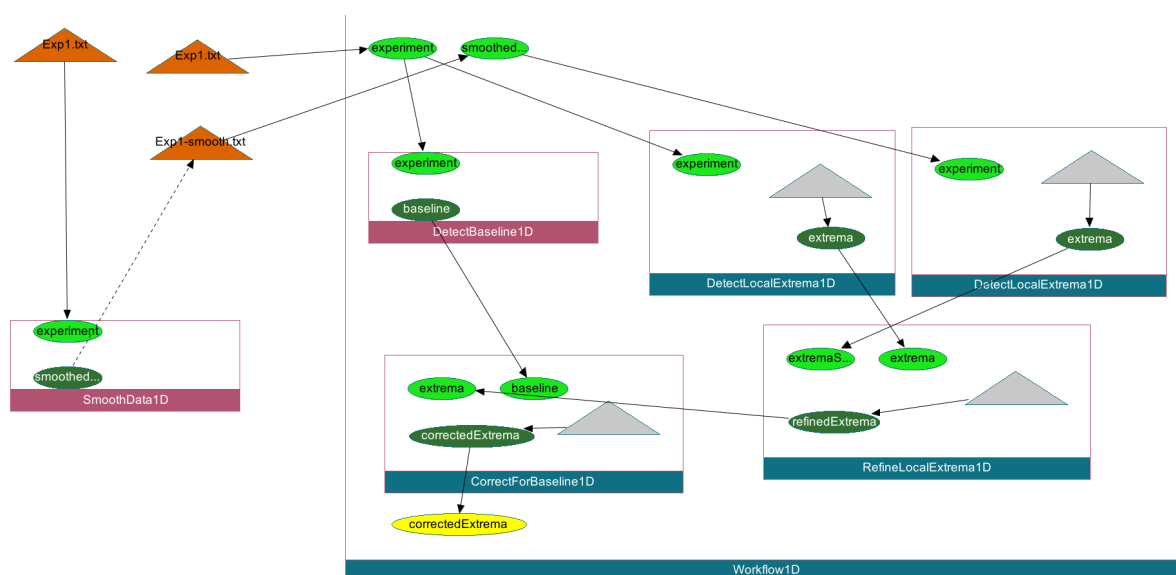 Exp1.txt
Exp1.txt
experiment
smoothed...
Exp1-smooth.txt
experiment
baseline
DetectBaseline1D
experiment
extrema
DetectLocalExtrema1D
experiment
extrema
DetectLocalExtrema1D
experiment
smoothed...
SmoothData1D
extremaS...
extrema
refinedExtrema
RefineLocalExtrema1D
extrema
baseline
correctedExtrema
CorrectForBaseline1D
correctedExtrema
Workflow1D